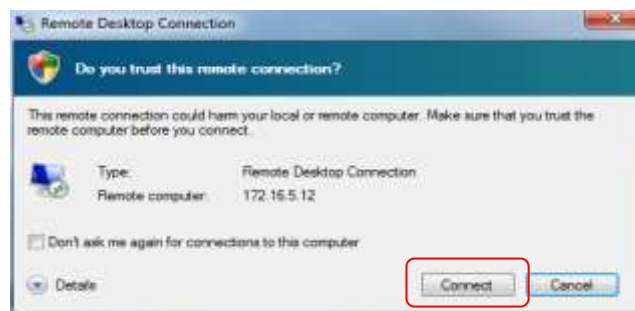 Remote Desktop Connection
Do you trust this remote connection?
This remote connection could harm your local or remote computer. Make sure that you trust the
remote computer before you connect.
Type: Remote Desktop Connection
Remote computer: 172.16.5.12
Don't ask me again for connections to this computer
Details Connect Cancel